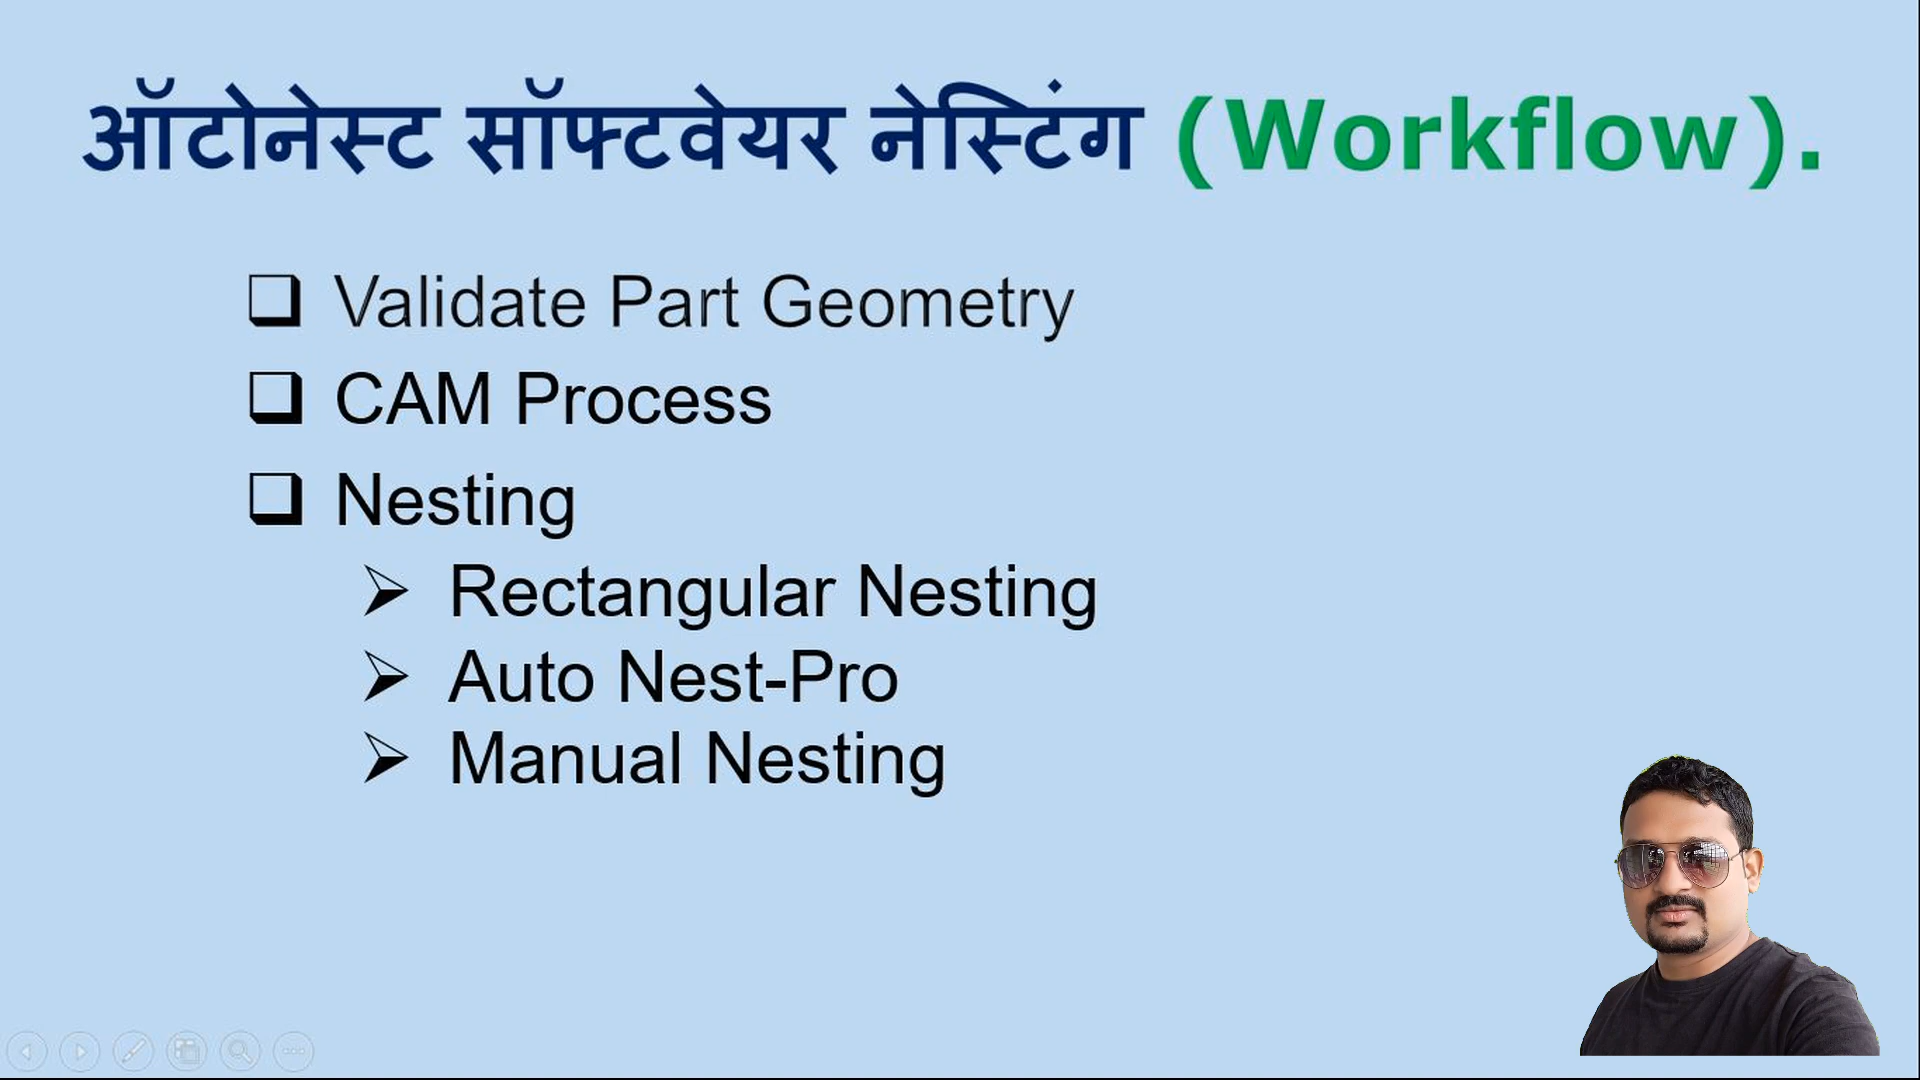 ऑटोनेस्ट सॉफ्टवेयर नेस्टिंग (Workflow).
Validate Part Geometry
CAM Process
Nesting
Rectangular Nesting
Auto Nest-Pro
Manual Nesting